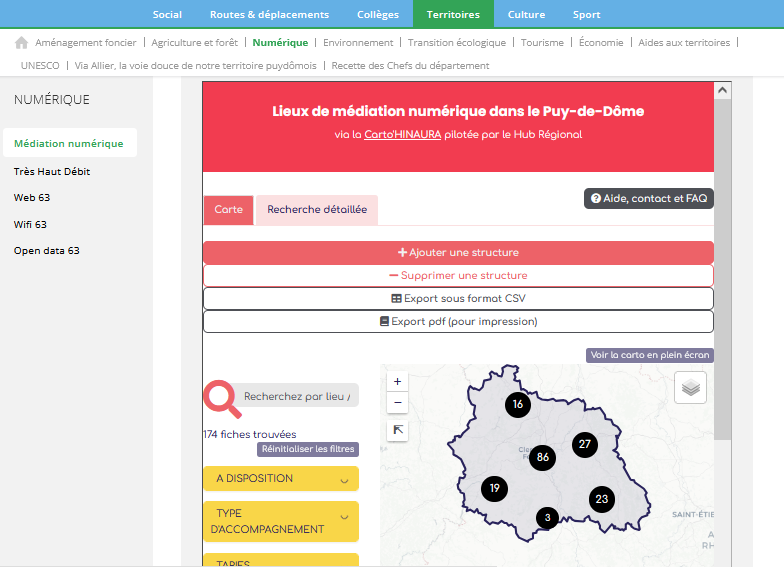 Social Routes & déplacements Collèges Territoires Culture Sport
Aménagement foncier | Agriculture et forêt | Numérique | Environnement | Transition écologique | Tourisme | Économie | Aides aux territoires |
UNESCO | Via Allier, la voie douce de notre territoire puydômois | Recette des Chefs du département
NUMÉRIQUE
Médiation numérique
Très Haut Débit
Web 63
Wifi 63
Open data 63
Lieux de médiation numérique dans le Puy-de-Dôme
via la Carto'HINAURA pilotée par le Hub Régional
? Aide, contact et FAQ
Carte Recherche détaillée
+ Ajouter une structure
− Supprimer une structure
Export sous format CSV
Export pdf (pour impression)
Voir la carto en plein écran
Recherchez par lieu /
174 fiches trouvées
Réinitialiser les filtres
A DISPOSITION
TYPE
D'ACCOMPAGNEMENT
TARIFS
+
−
16
27
86
19
23
3
SAINT-ÉTIE